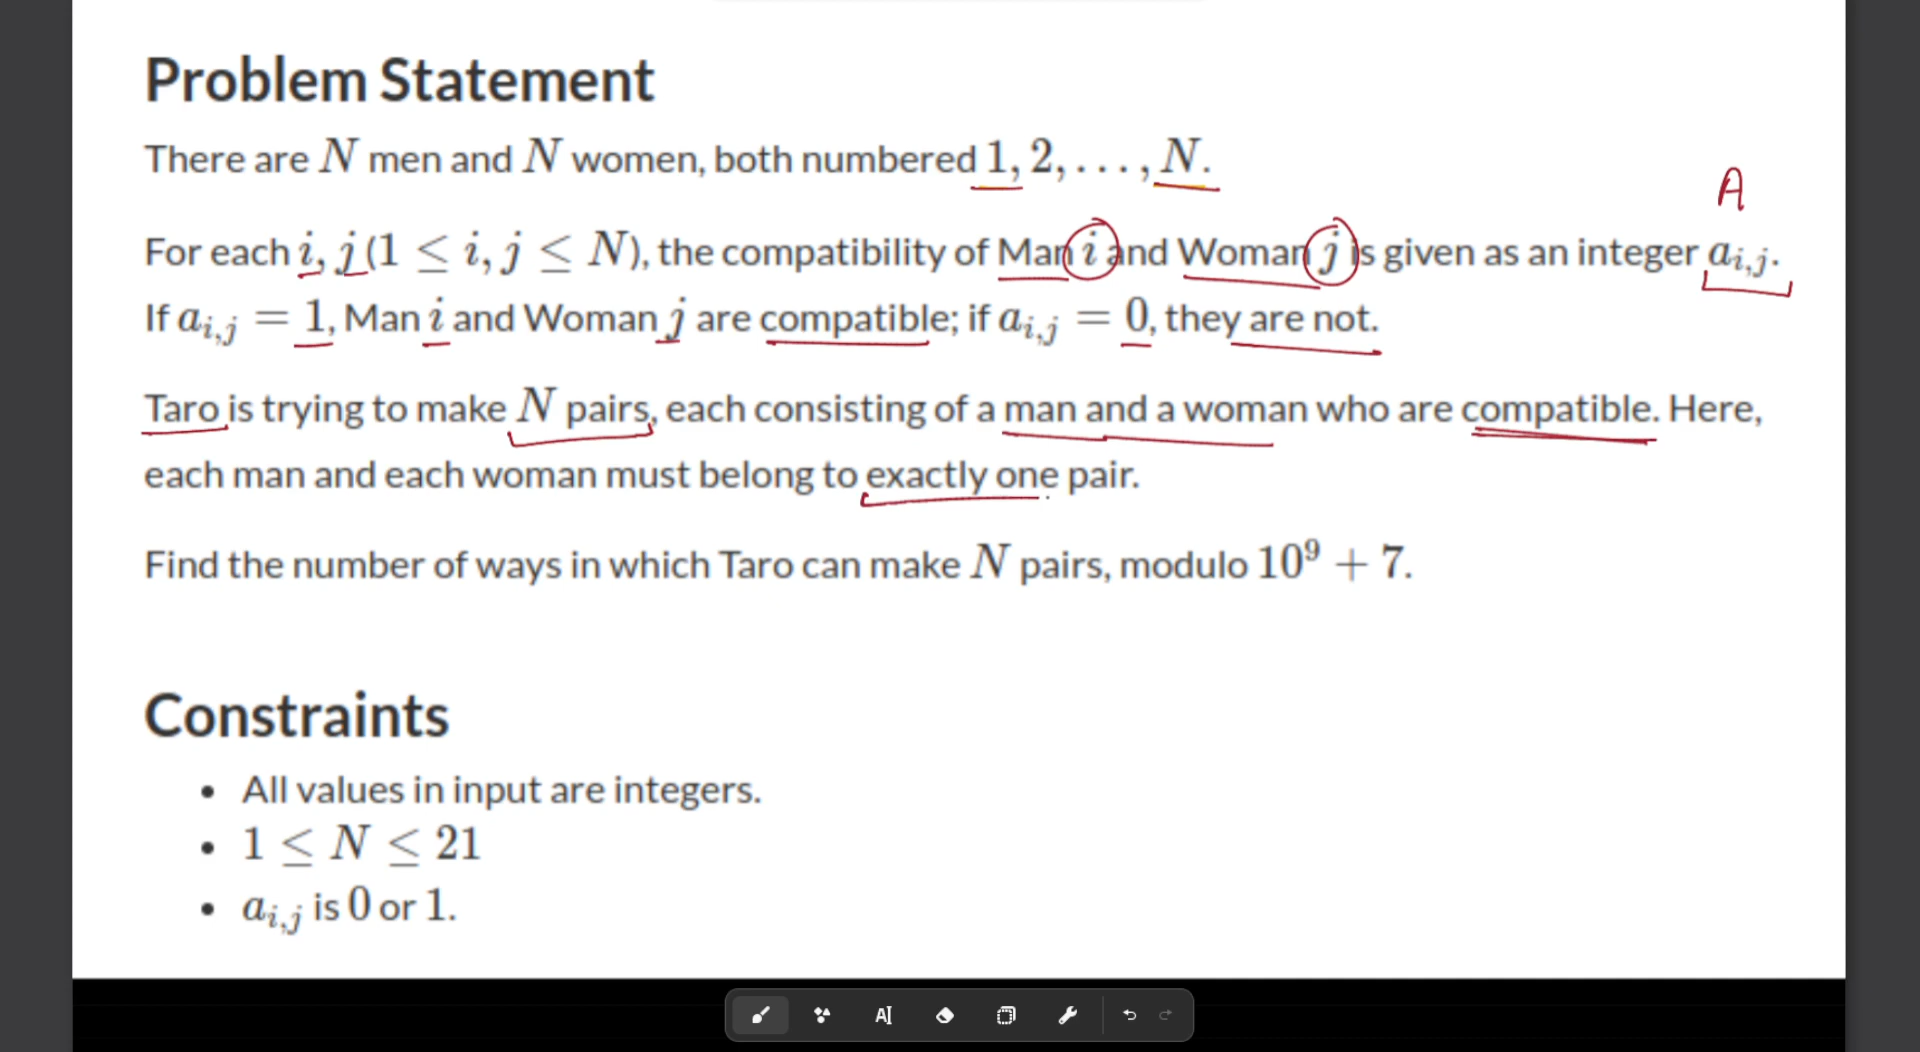 Problem Statement
There are N men and N women, both numbered 1, 2, . . . , N.
A
For each i, j (1 ≤ i, j ≤ N), the compatibility of Man i and Woman j is given as an integer a_{i,j}.
If a_{i,j} = 1, Man i and Woman j are compatible; if a_{i,j} = 0, they are not.
Taro is trying to make N pairs, each consisting of a man and a woman who are compatible. Here,
each man and each woman must belong to exactly one pair.
Find the number of ways in which Taro can make N pairs, modulo 10⁹ + 7.
Constraints
• All values in input are integers.
• 1 ≤ N ≤ 21
• a_{i,j} is 0 or 1.
AI